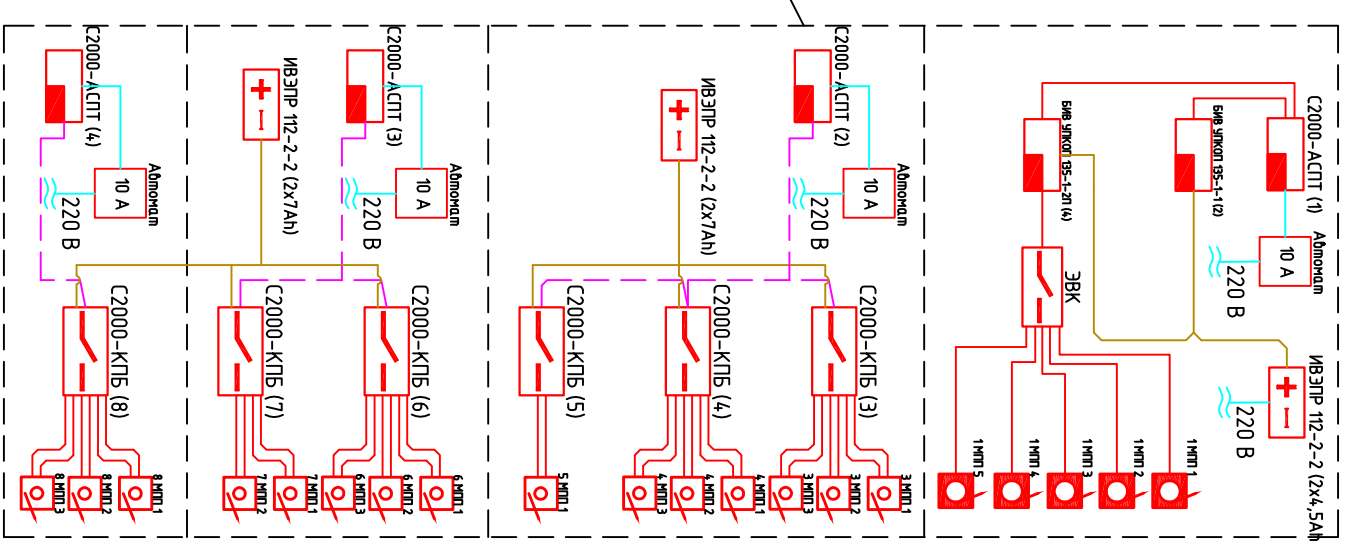 С2000-АСПТ (4)
Автомат
10 А
220 В
С2000-КПБ (8)
8 МПП 1
8 МПП 2
8 МПП 3
ИВЭПР 112-2-2 (2x7Ah)
С2000-АСПТ (3)
Автомат
10 А
220 В
С2000-КПБ (7)
С2000-КПБ (6)
7 МПП 2
7 МПП 1
6 МПП 3
6 МПП 2
6 МПП 1
ИВЭПР 112-2-2 (2x7Ah)
С2000-АСПТ (2)
Автомат
10 А
220 В
С2000-КПБ (5)
С2000-КПБ (4)
С2000-КПБ (3)
5 МПП 1
4 МПП 3
4 МПП 2
4 МПП 1
3 МПП 3
3 МПП 2
3 МПП 1
БИВ УПКОП 135-1-2П (4)
БИВ УПКОП 135-1-1(2)
С2000-АСПТ (1)
Автомат
10 А
220 В
ЭВК
ИВЭПР 112-2-2 (2x4,5Ah
220 В
1 МПП 5
1 МПП 4
1 МПП 3
1 МПП 2
1 МПП 1